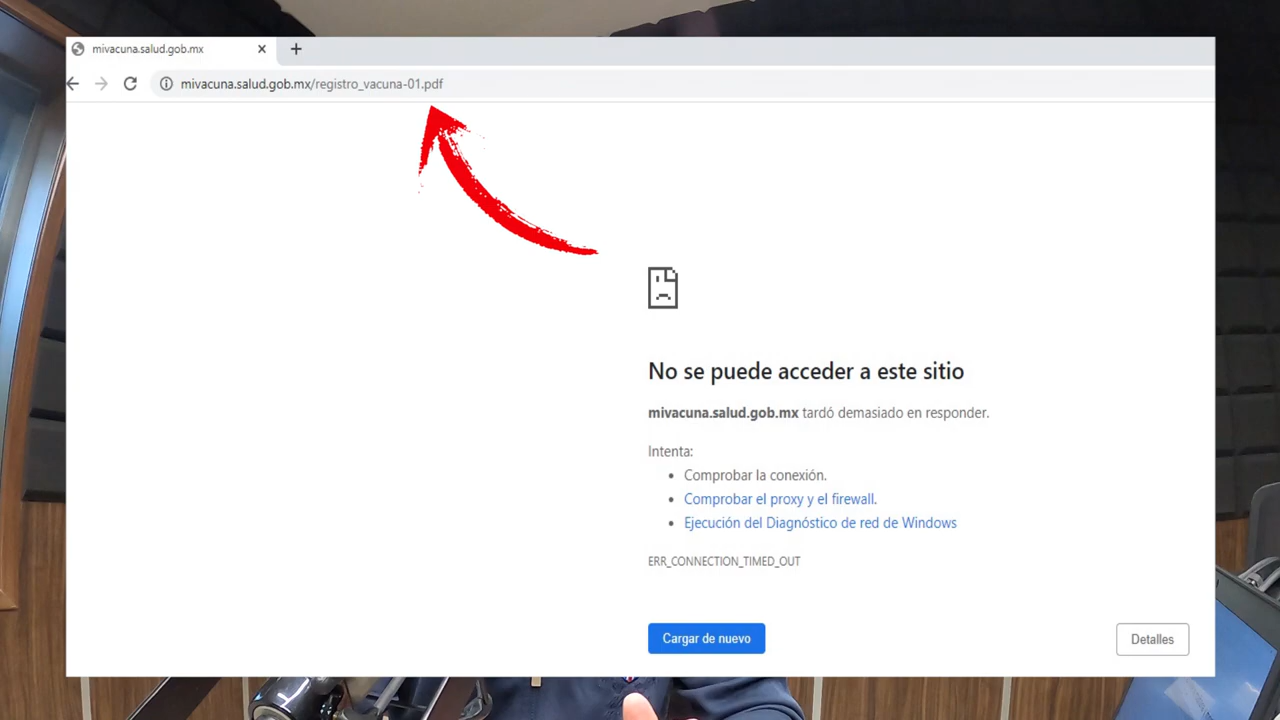 mivacuna.salud.gob.mx
mivacuna.salud.gob.mx/registro_vacuna-01.pdf
No se puede acceder a este sitio
mivacuna.salud.gob.mx tardó demasiado en responder.
Intenta:
• Comprobar la conexión.
• Comprobar el proxy y el firewall.
• Ejecución del Diagnóstico de red de Windows
ERR_CONNECTION_TIMED_OUT
Cargar de nuevo
Detalles